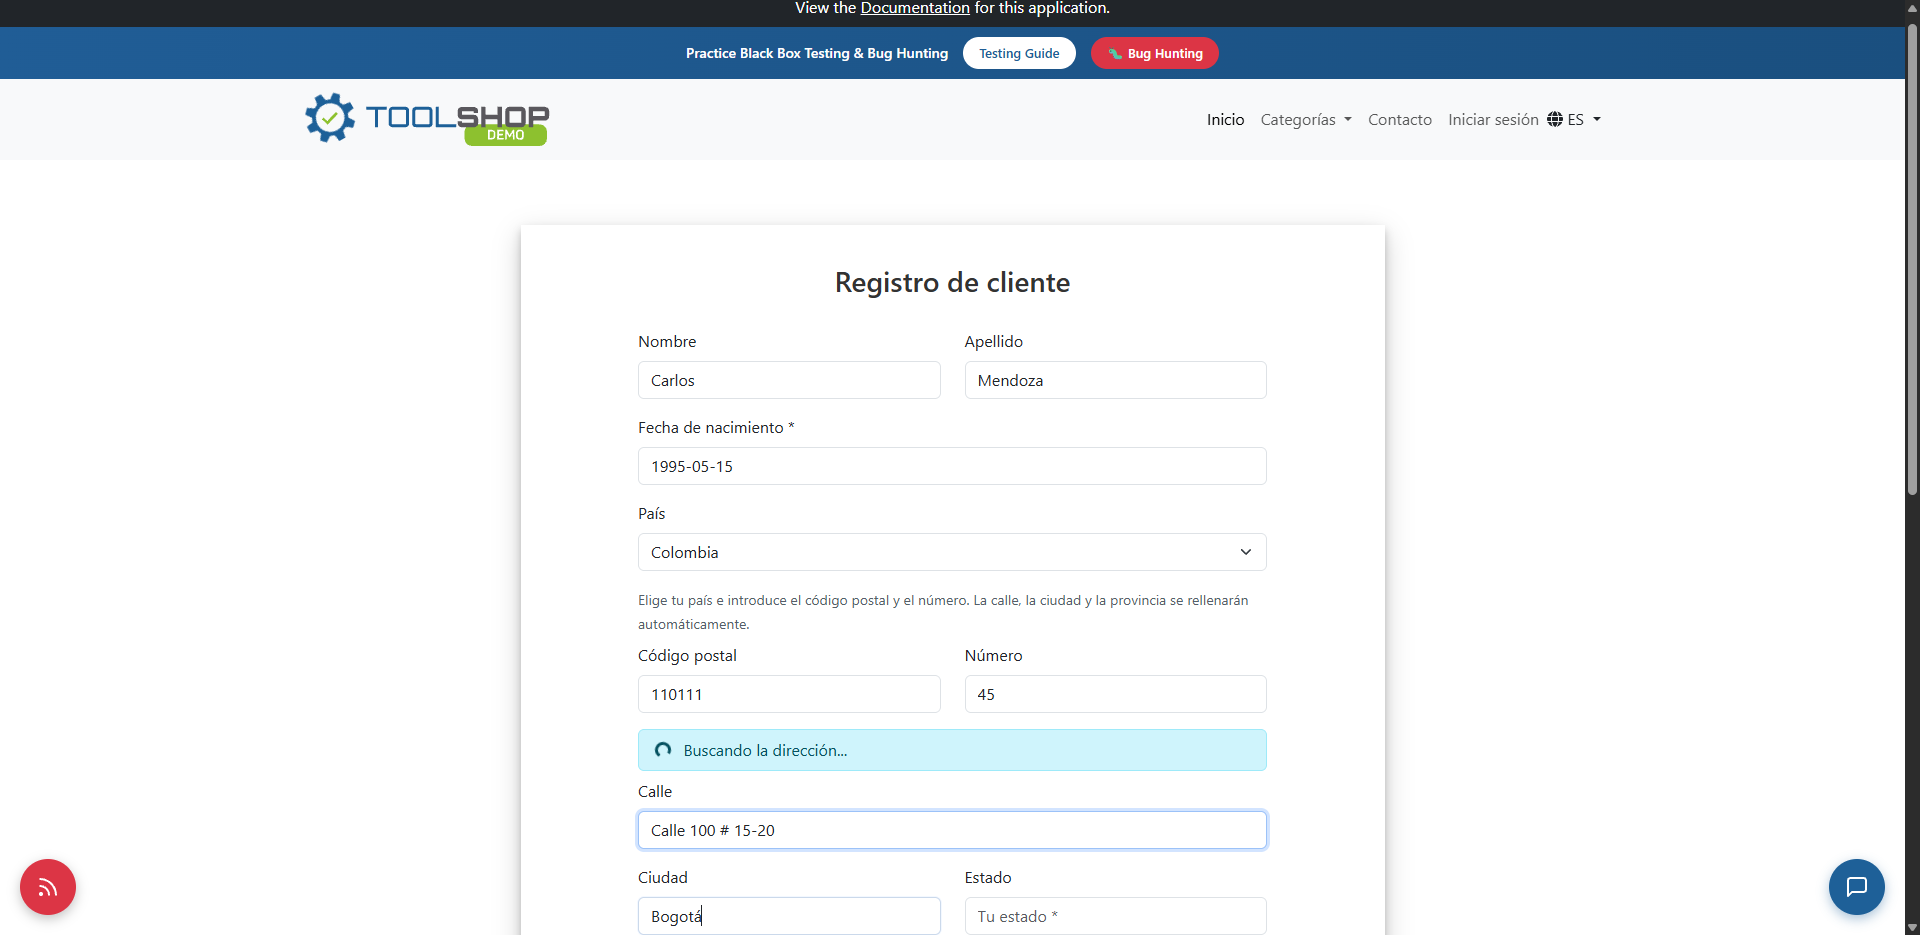 View the Documentation for this application.
Practice Black Box Testing & Bug Hunting Testing Guide Bug Hunting
TOOLSHOP
DEMO
Inicio Categorías Contacto Iniciar sesión ES
Registro de cliente
Nombre Apellido
Carlos Mendoza
Fecha de nacimiento *
1995-05-15
País
Colombia
Elige tu país e introduce el código postal y el número. La calle, la ciudad y la provincia se rellenarán
automáticamente.
Código postal Número
110111 45
Buscando la dirección...
Calle
Calle 100 # 15-20
Ciudad Estado
Bogotá Tu estado *